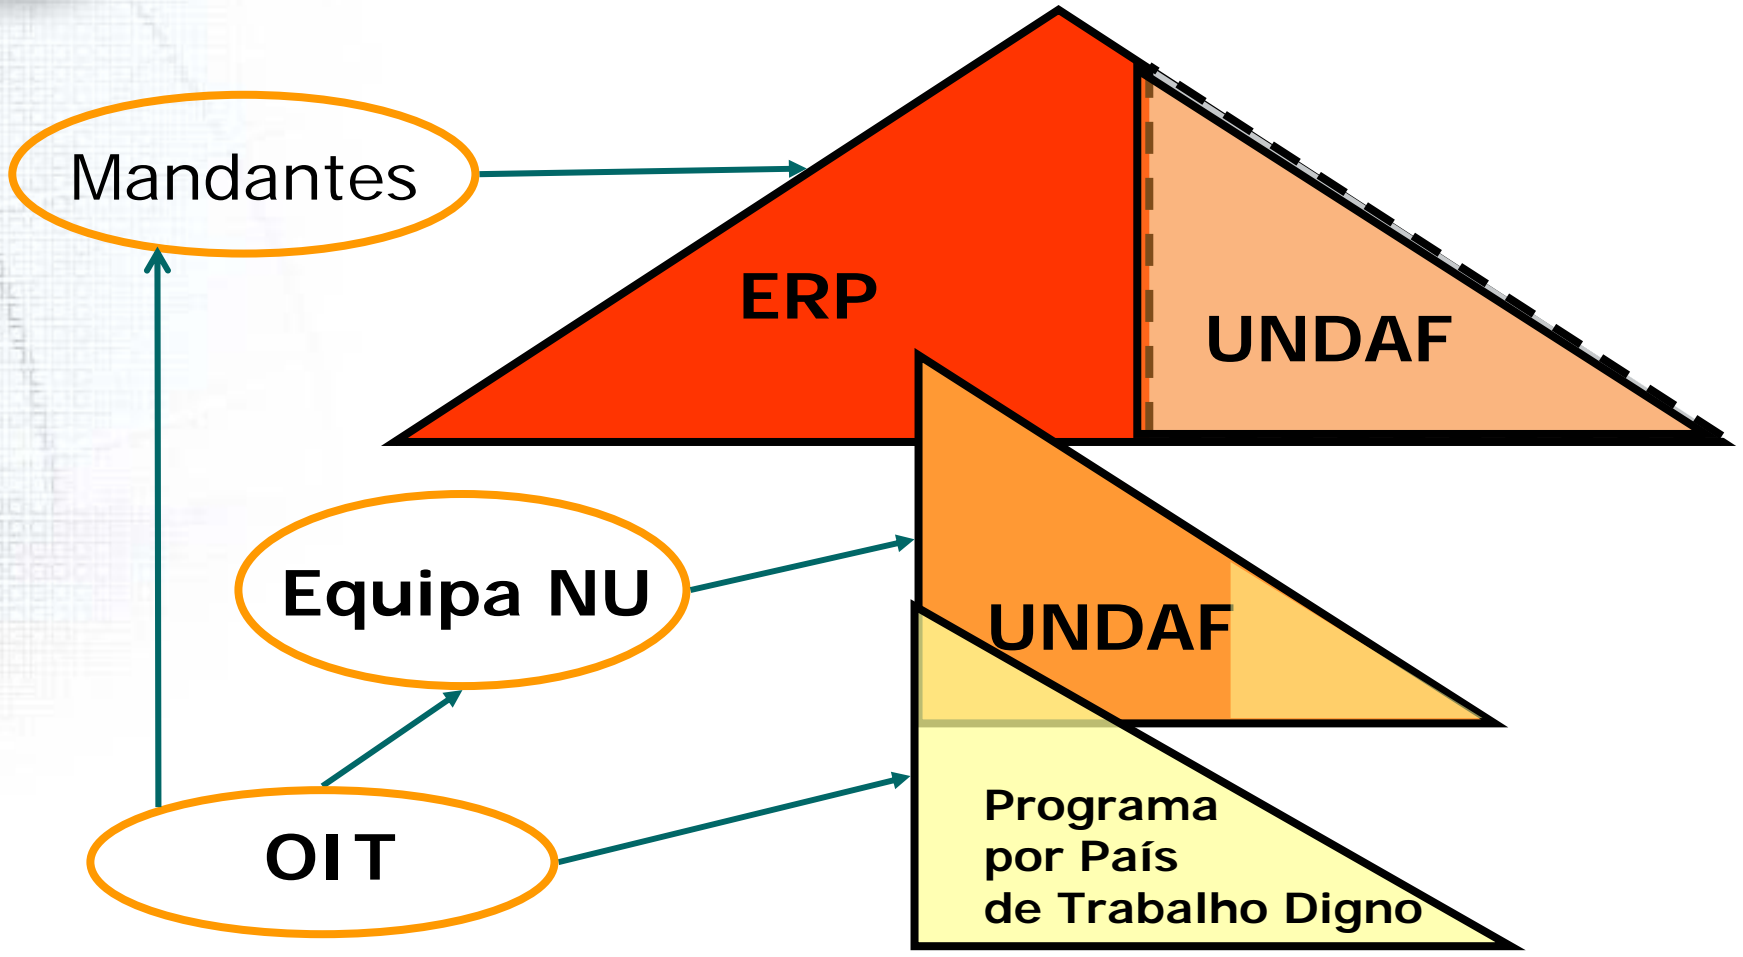 Mandantes
ERP
UNDAF
Equipa NU
UNDAF
OIT
Programa
por País
de Trabalho Digno